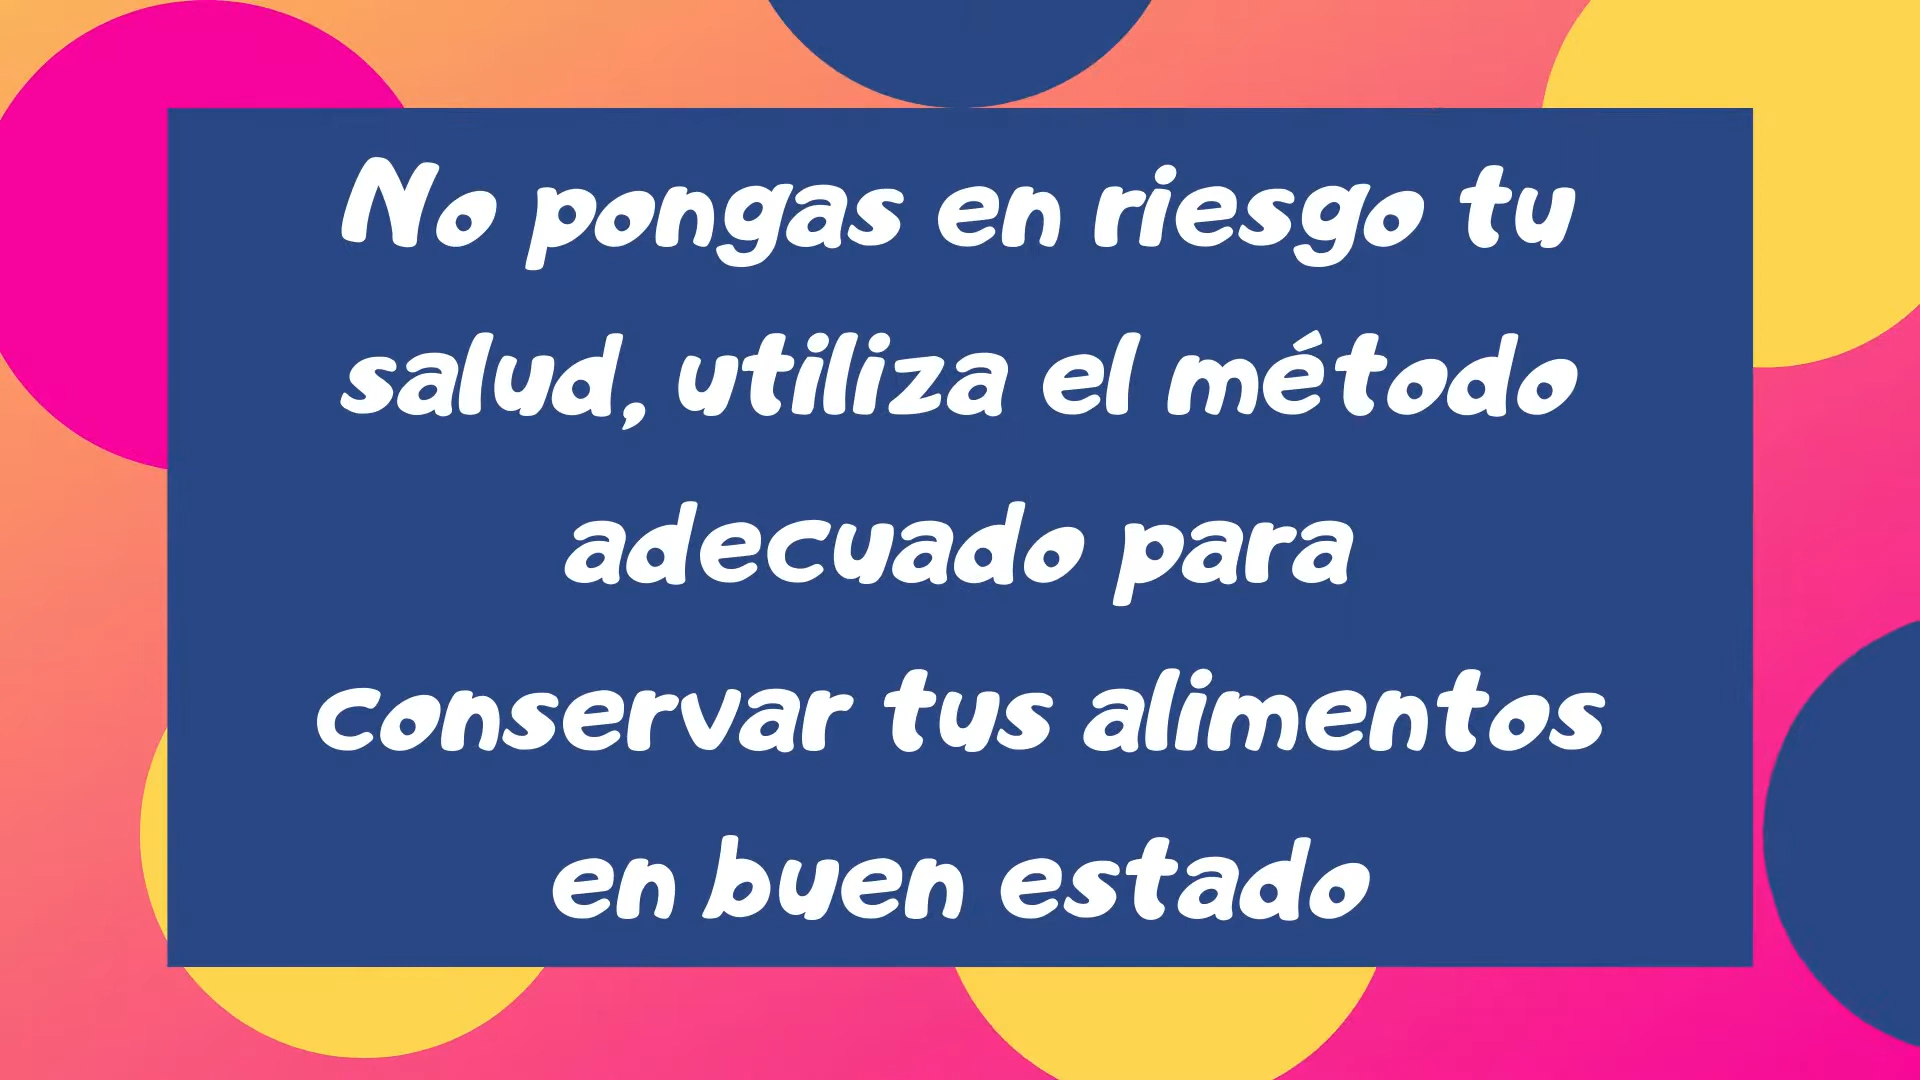 No pongas en riesgo tu
salud, utiliza el método
adecuado para
conservar tus alimentos
en buen estado